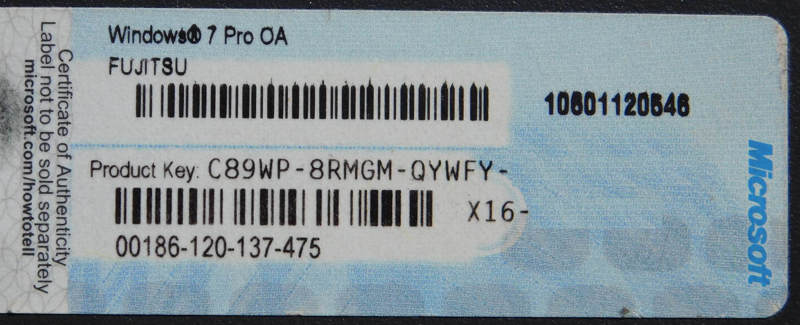 Windows® 7 Pro OA
FUJITSU
Product Key: C89WP-8RMGM-QYWFY-
X16-
00186-120-137-475
Certificate of Authenticity
Label not to be sold separately
microsoft.com/howtotell
Microsoft